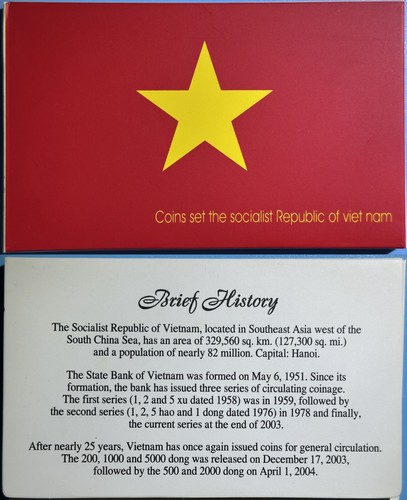 Coins set the socialist Republic of viet nam
Brief History
The Socialist Republic of Vietnam, located in Southeast Asia west of the
South China Sea, has an area of 329,560 sq. km. (127,300 sq. mi.)
and a population of nearly 82 million. Capital: Hanoi.
The State Bank of Vietnam was formed on May 6, 1951. Since its
formation, the bank has issued three series of circulating coinage.
The first series (1, 2 and 5 xu dated 1958) was in 1959, followed by
the second series (1, 2, 5 hao and 1 dong dated 1976) in 1978 and finally,
the current series at the end of 2003.
After nearly 25 years, Vietnam has once again issued coins for general circulation.
The 200, 1000 and 5000 dong was released on December 17, 2003,
followed by the 500 and 2000 dong on April 1, 2004.